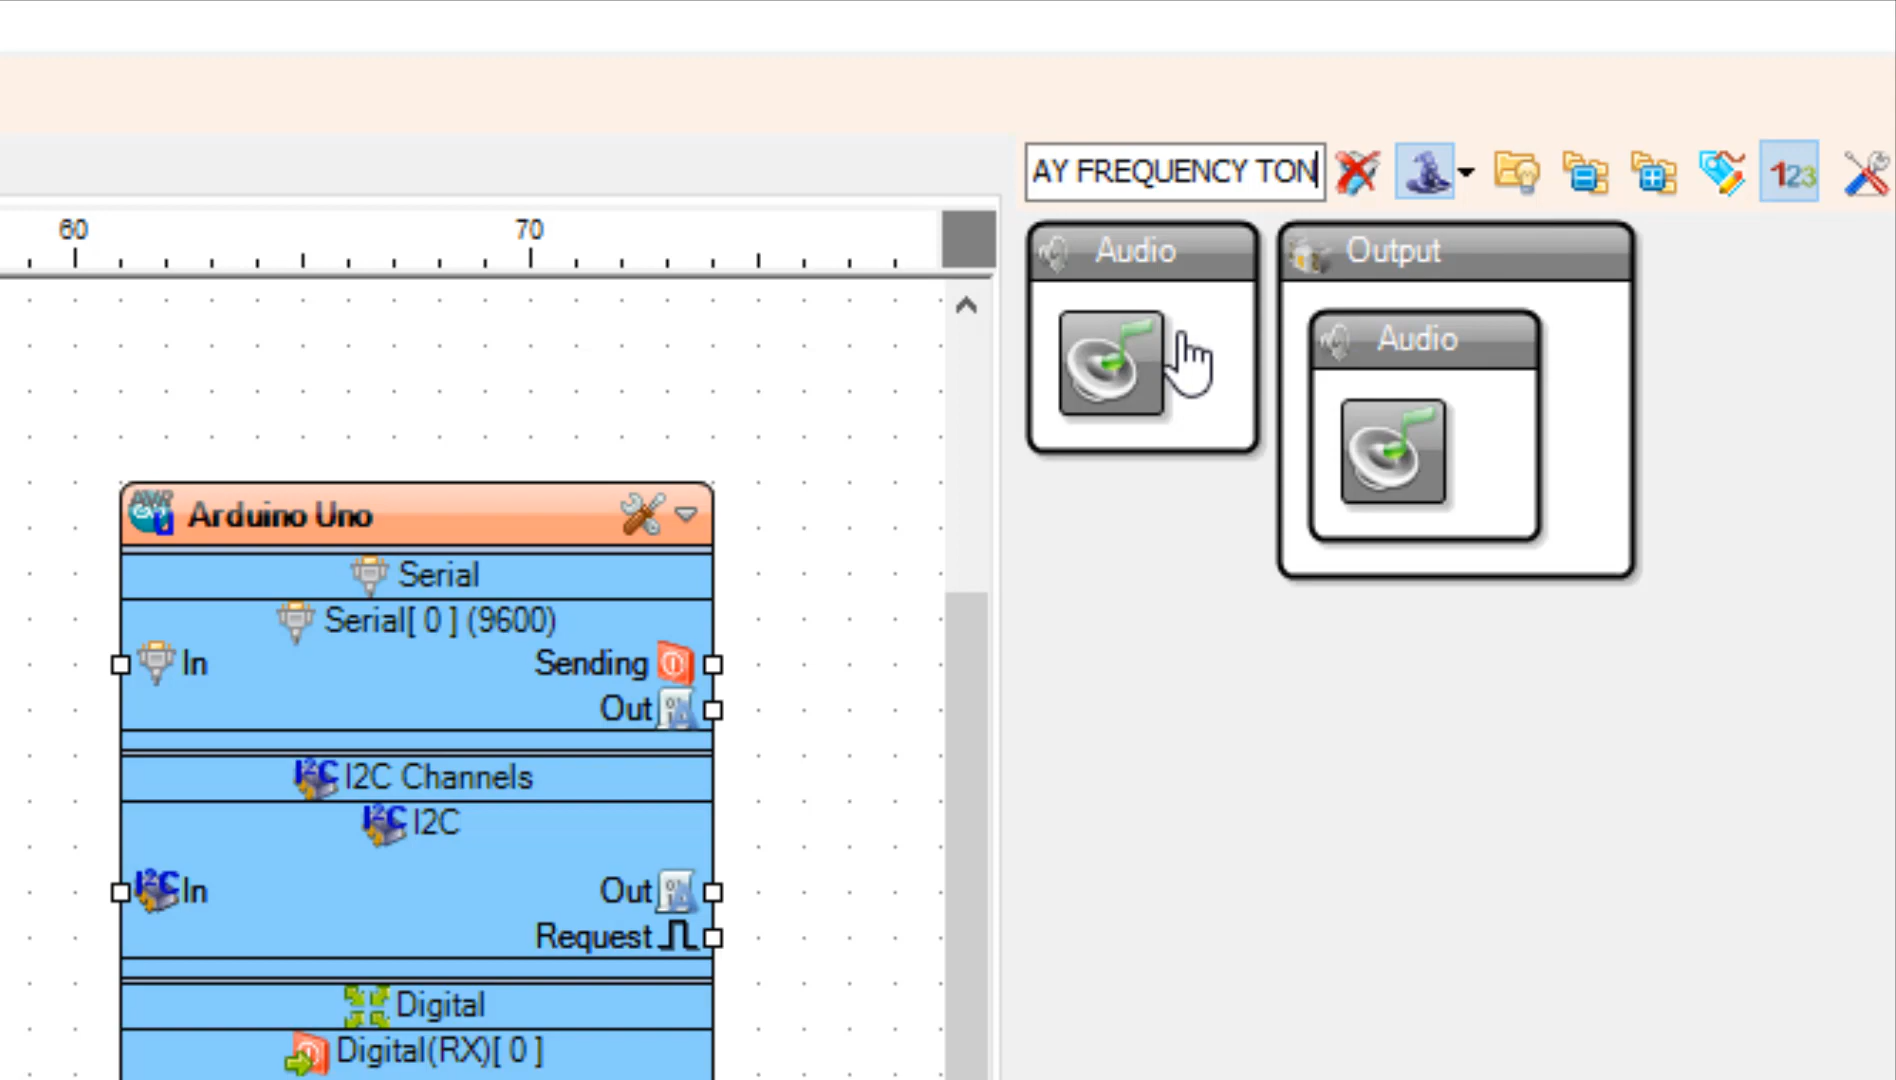 AY FREQUENCY TON
123
60 70
Audio
Output
Audio
Arduino Uno
Serial
Serial[ 0 ] (9600)
In
Sending
Out
I2C Channels
I2C
In
Out
Request
Digital
Digital(RX)[ 0 ]